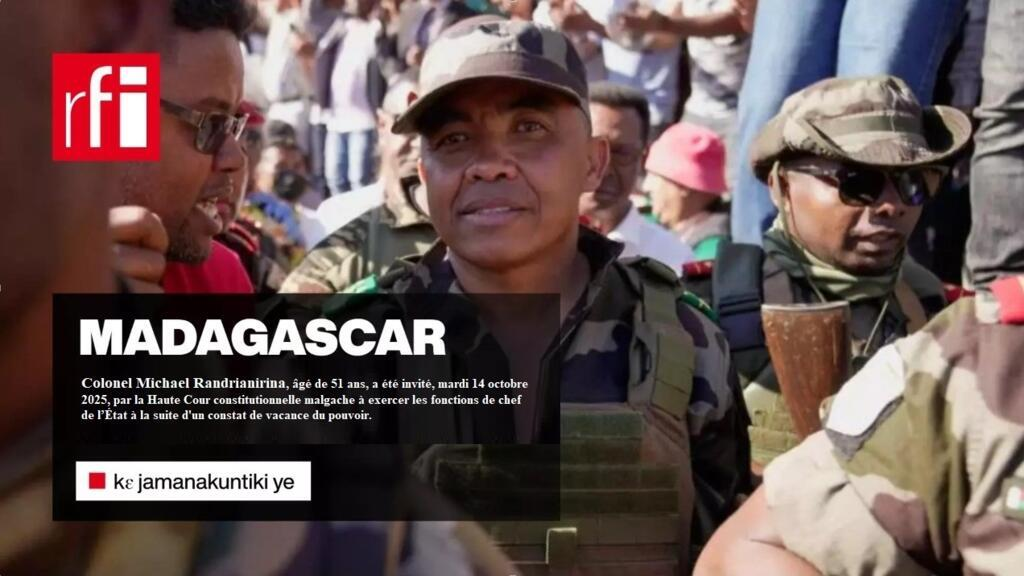 rfi
MADAGASCAR
Colonel Michael Randrianirina, âgé de 51 ans, a été invité, mardi 14 octobre
2025, par la Haute Cour constitutionnelle malgache à exercer les fonctions de chef
de l'État à la suite d'un constat de vacance du pouvoir.
kɛ jamanakuntiki ye